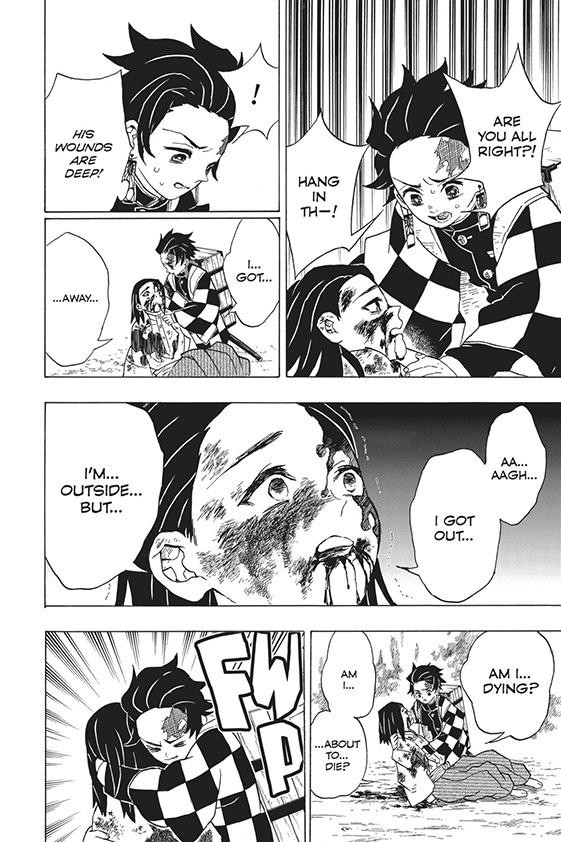 ARE
YOU ALL
RIGHT?!
HANG
IN
TH—!
!
HIS
WOUNDS
ARE
DEEP!
I...
GOT...
...AWAY...
AA...
AAGH...
I GOT
OUT...
I'M...
OUTSIDE...
BUT...
AM I...
DYING?
AM
I...
...ABOUT
TO...
DIE?
FWP